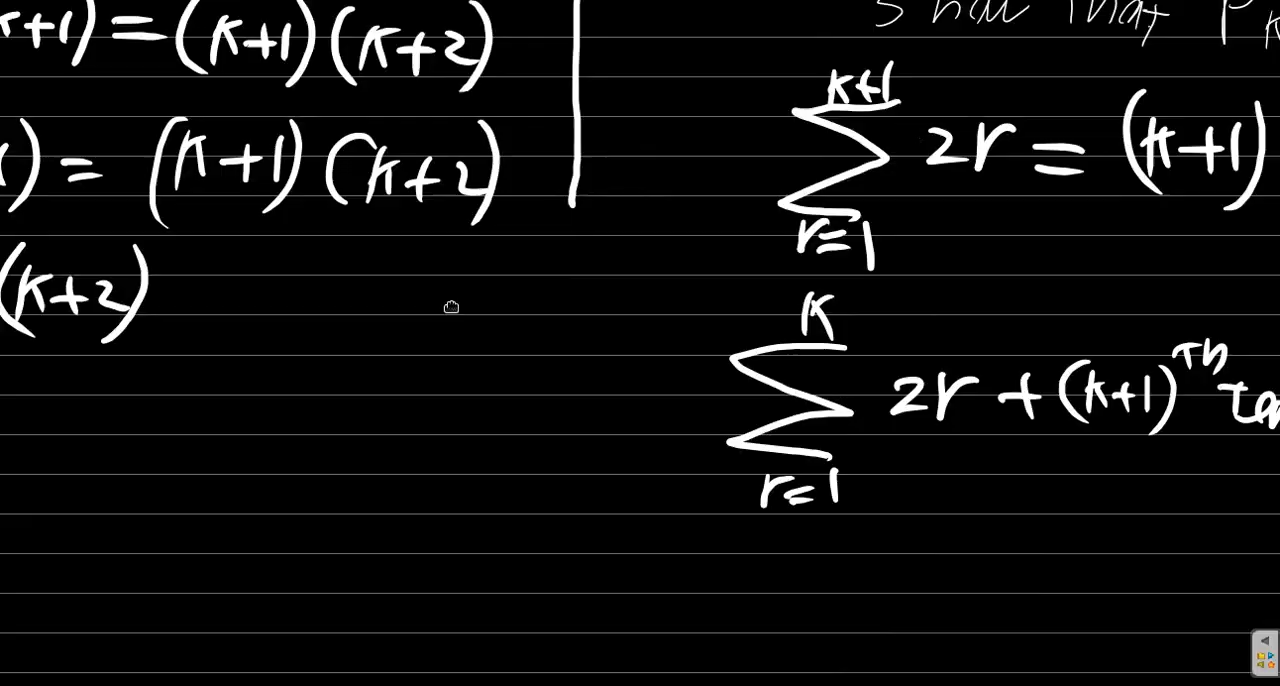 k+1) = (k+1)(k+2)
) = (k+1)(k+2)
(k+2)
Show that P
k+1
∑ 2r = (k+1)
r=1
k
∑ 2r + (k+1)ᵀʰ
r=1